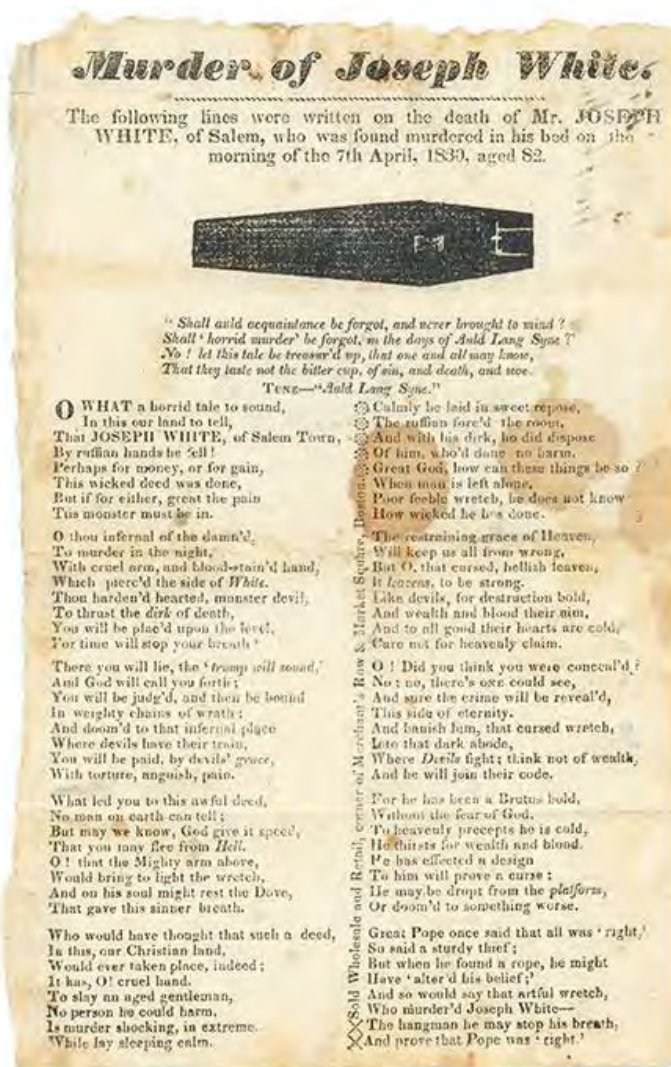 Murder of Joseph White.
The following lines were written on the death of Mr. JOSEPH
WHITE, of Salem, who was found murdered in his bed on the
morning of the 7th April, 1830, aged 82.
" Shall auld acquaintance be forgot, and never brought to mind ?
Shall ' horrid murder' be forgot, in the days of Auld Lang Syne ?'
No ! let this tale be treasur'd up, that one and all may know,
That they taste not the bitter cup, of sin, and death, and woe.
TUNE—"Auld Lang Syne."
O WHAT a horrid tale to sound,
In this our land to tell,
That JOSEPH WHITE, of Salem Town,
By ruffian hands he fell !
Perhaps for money, or for gain,
This wicked deed was done,
But if for either, great the pain
Tiis monster must be in.
O thou infernal of the damn'd,
To murder in the night,
With cruel arm, and blood-stain'd hand,
Which pierc'd the side of White.
Thou harden'd hearted, monster devil,
To thrust the dirk of death,
You will be plac'd upon the level,
For time will stop your breath !
There you will lie, the 'trump will sound,'
And God will call you forth ;
You will be judg'd, and then be bound
In weighty chains of wrath ;
And doom'd to that infernal place
Where devils have their train,
You will be paid, by devils' grace,
With torture, anguish, pain.
What led you to this awful deed,
No man on earth can tell ;
But may we know, God give it speed,
That you may flee from Hell.
O ! that the Mighty arm above,
Would bring to light the wretch,
And on his soul might rest the Dove,
That gave this sinner breath.
Who would have thought that such a deed,
In this, our Christian land,
Would ever taken place, indeed ;
It has, O! cruel hand.
To slay an aged gentleman,
No person he could harm,
Is murder shocking, in extreme.
While lay sleeping calm.
Calmly he laid in sweet repose,
The ruffian forc'd the room,
And with his dirk, he did dispose
Of him, who'd done no harm.
Great God, how can these things be so ?
When man is left alone,
Poor feeble wretch, he does not know
How wicked he has done.
The restraining grace of Heaven,
Will keep us all from wrong,
But O, that cursed, hellish leaven,
It leavens, to be strong.
Like devils, for destruction bold,
And wealth and blood their aim,
And to all good their hearts are cold,
Care not for heavenly claim.
O ! Did you think you were conceal'd ?
No ; no, there's ONE could see,
And sure the crime will be reveal'd,
This side of eternity.
And banish him, that cursed wretch,
Into that dark abode,
Where Devils fight ; think not of wealth,
And he will join their code.
For he has been a Brutus bold,
Without the fear of God.
To heavenly precepts he is cold,
He thirsts for wealth and blood.
He has effected a design
To him will prove a curse ;
He may be dropt from the platform,
Or doom'd to something worse.
Great Pope once said that all was ' right,'
So said a sturdy thief ;
But when he found a rope, he might
Have ' alter'd his belief ;'
And so would say that artful wretch,
Who murder'd Joseph White—
The hangman he may stop his breath,
And prove that Pope was ' right.'
Sold Wholesale and Retail, corner of Merchant's Row & Market Square, Boston.